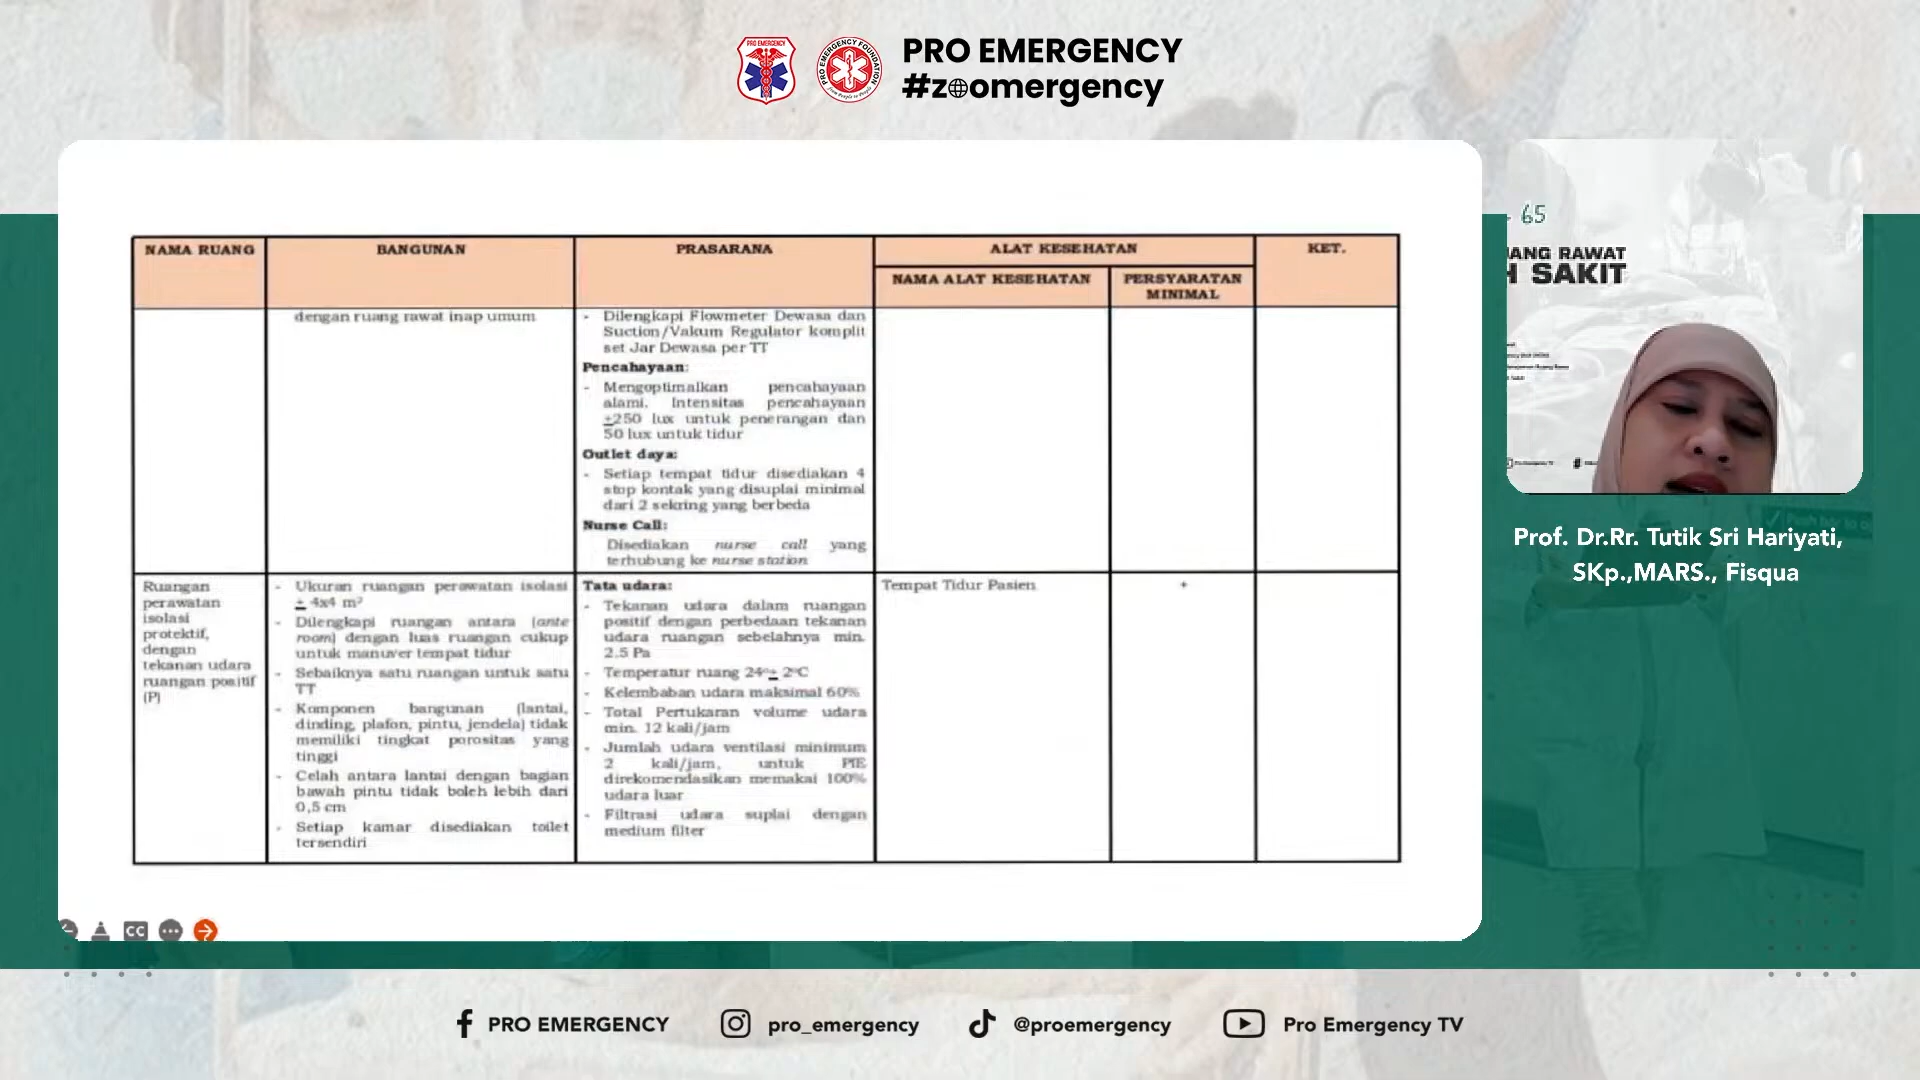 PRO EMERGENCY
#zoomergency
NAMA RUANG
BANGUNAN
PRASARANA
ALAT KESEHATAN
NAMA ALAT KESEHATAN
PERSYARATAN
MINIMAL
KET.
dengan ruang rawat inap umum
- Dilengkapi Flowmeter Dewasa dan
Suction/Vakum Regulator komplit
set Jar Dewasa per TT
Pencahayaan:
- Mengoptimalkan pencahayaan
alami. Intensitas pencahayaan
±250 lux untuk penerangan dan
50 lux untuk tidur
Outlet daya:
- Setiap tempat tidur disediakan 4
stop kontak yang disuplai minimal
dari 2 sekring yang berbeda
Nurse Call:
Disediakan nurse call yang
terhubung ke nurse station
Ruangan
perawatan
isolasi
protektif,
dengan
tekanan udara
ruangan positif
(P)
- Ukuran ruangan perawatan isolasi
± 4x4 m²
- Dilengkapi ruangan antara (ante
room) dengan luas ruangan cukup
untuk manuver tempat tidur
- Sebaiknya satu ruangan untuk satu
TT
- Komponen bangunan (lantai,
dinding, plafon, pintu, jendela) tidak
memiliki tingkat porositas yang
tinggi
- Celah antara lantai dengan bagian
bawah pintu tidak boleh lebih dari
0,5 cm
- Setiap kamar disediakan toilet
tersendiri
Tata udara:
- Tekanan udara dalam ruangan
positif dengan perbedaan tekanan
udara ruangan sebelahnya min.
2.5 Pa
- Temperatur ruang 24°± 2°C
- Kelembaban udara maksimal 60%
- Total Pertukaran volume udara
min. 12 kali/jam
- Jumlah udara ventilasi minimum
2 kali/jam, untuk PIE
direkomendasikan memakai 100%
udara luar
- Filtrasi udara suplai dengan
medium filter
Tempat Tidur Pasien
+
CC
- 65
ANG RAWAT
SAKIT
Prof. Dr.Rr. Tutik Sri Hariyati,
SKp.,MARS., Fisqua
PRO EMERGENCY
pro_emergency
@proemergency
Pro Emergency TV